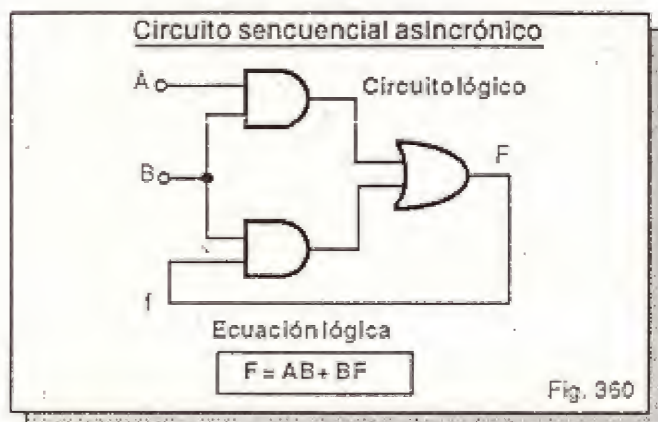 Circuito sencuencial asincrónico
A
Circuito lógico
F
B
f
Ecuación lógica
F = AB + BF
Fig. 360